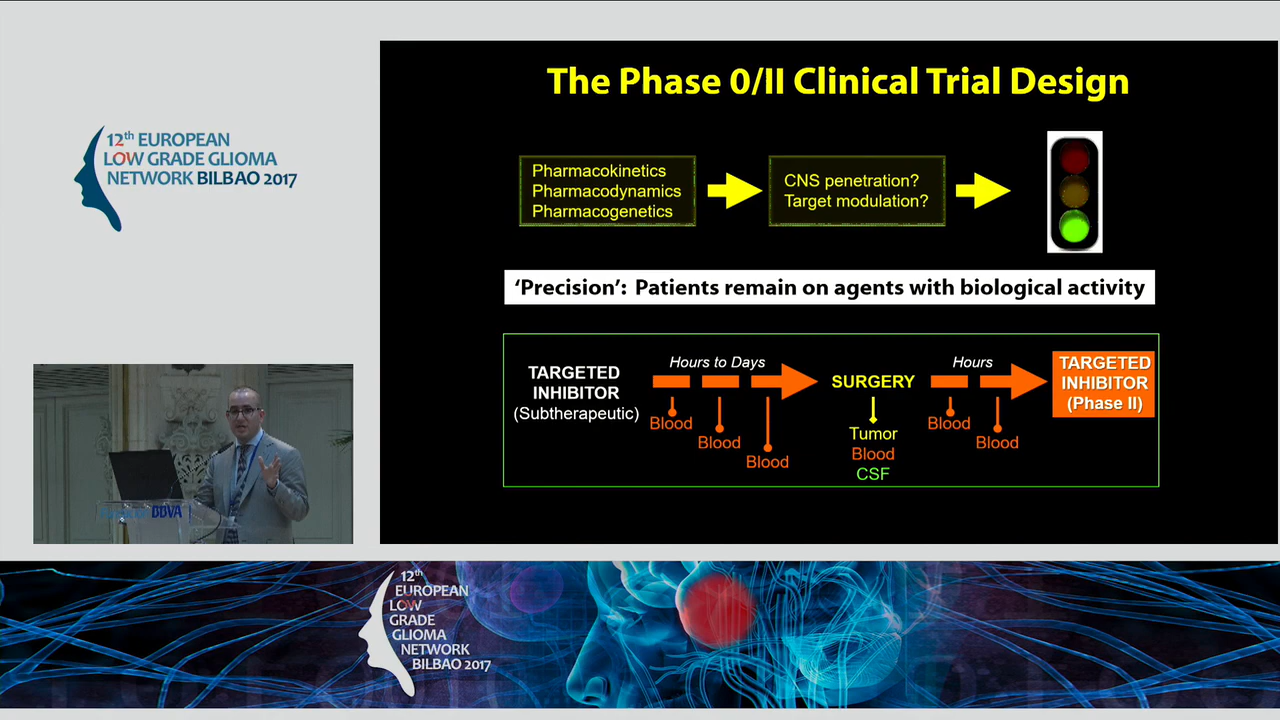 12th EUROPEAN
LOW GRADE GLIOMA
NETWORK BILBAO 2017
The Phase 0/II Clinical Trial Design
Pharmacokinetics
Pharmacodynamics
Pharmacogenetics
CNS penetration?
Target modulation?
‘Precision’: Patients remain on agents with biological activity
TARGETED
INHIBITOR
(Subtherapeutic)
Hours to Days
Blood
Blood
Blood
SURGERY
Tumor
Blood
CSF
Hours
Blood
Blood
TARGETED
INHIBITOR
(Phase II)
BBVA
12th
EUROPEAN
LOW
GRADE
GLIOMA
NETWORK
BILBAO 2017